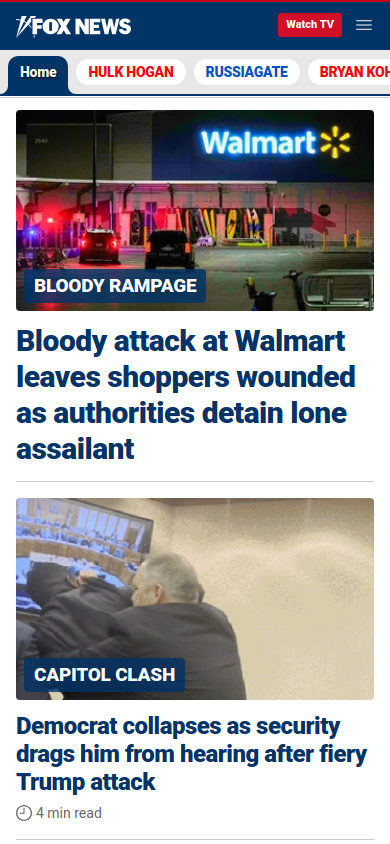 FOX NEWS
Watch TV
Home
HULK HOGAN
RUSSIAGATE
BRYAN KOH
Walmart
BLOODY RAMPAGE
Bloody attack at Walmart
leaves shoppers wounded
as authorities detain lone
assailant
CAPITOL CLASH
Democrat collapses as security
drags him from hearing after fiery
Trump attack
4 min read